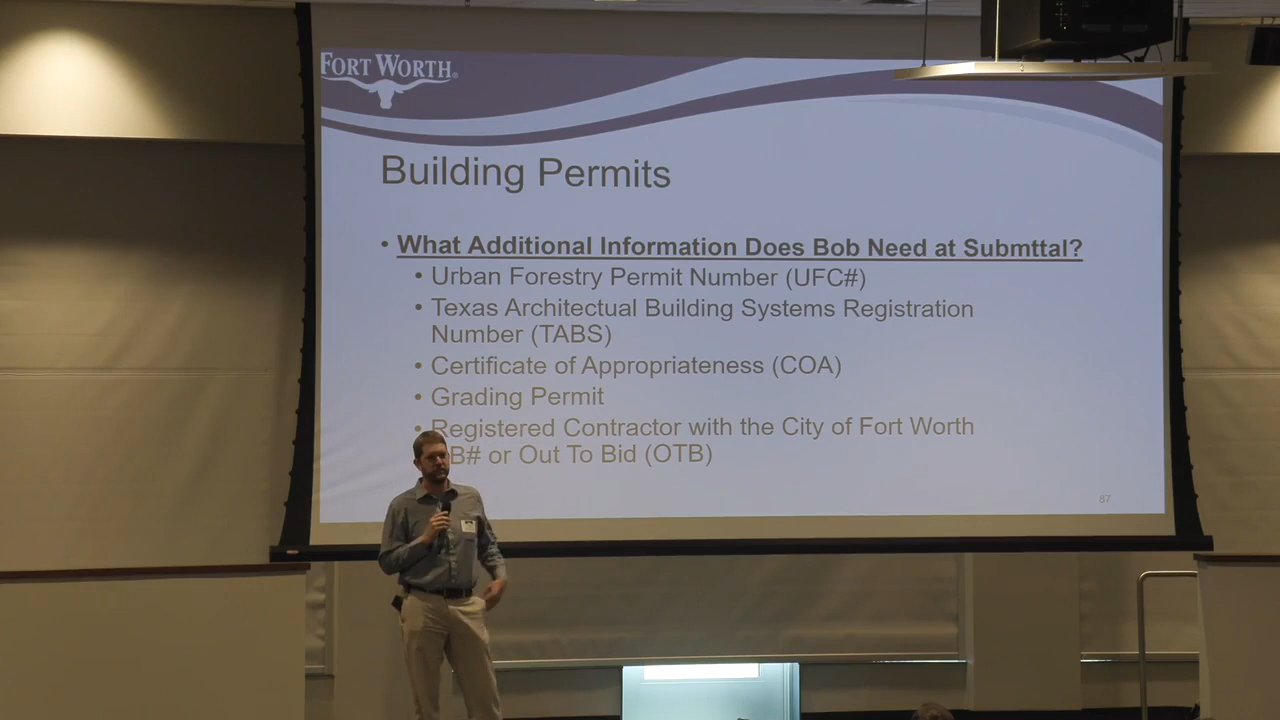 FORT WORTH®
Building Permits
• What Additional Information Does Bob Need at Submttal?
• Urban Forestry Permit Number (UFC#)
• Texas Architectual Building Systems Registration
Number (TABS)
• Certificate of Appropriateness (COA)
• Grading Permit
• Registered Contractor with the City of Fort Worth
B# or Out To Bid (OTB)
87